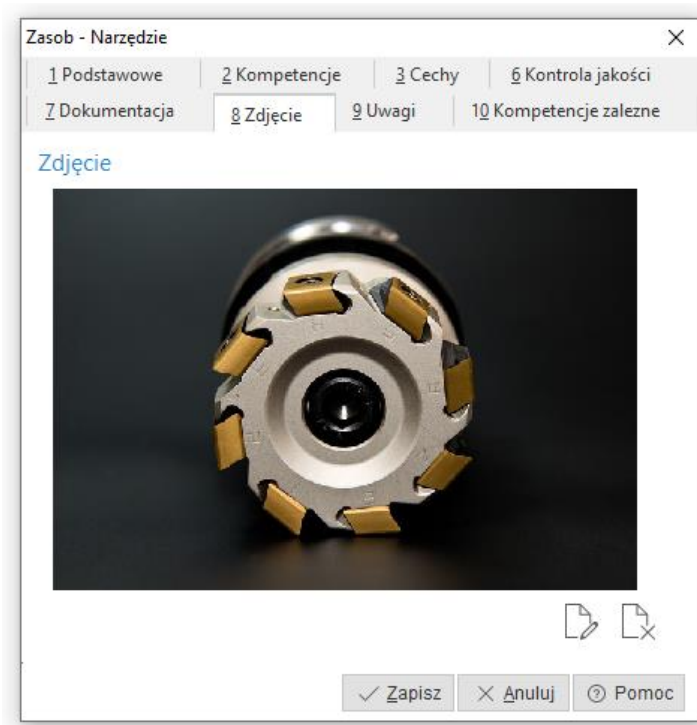 Zasob - Narzędzie
1 Podstawowe 2 Kompetencje 3 Cechy 6 Kontrola jakości
7 Dokumentacja 8 Zdjęcie 9 Uwagi 10 Kompetencje zalezne
Zdjęcie
Zapisz Anuluj Pomoc